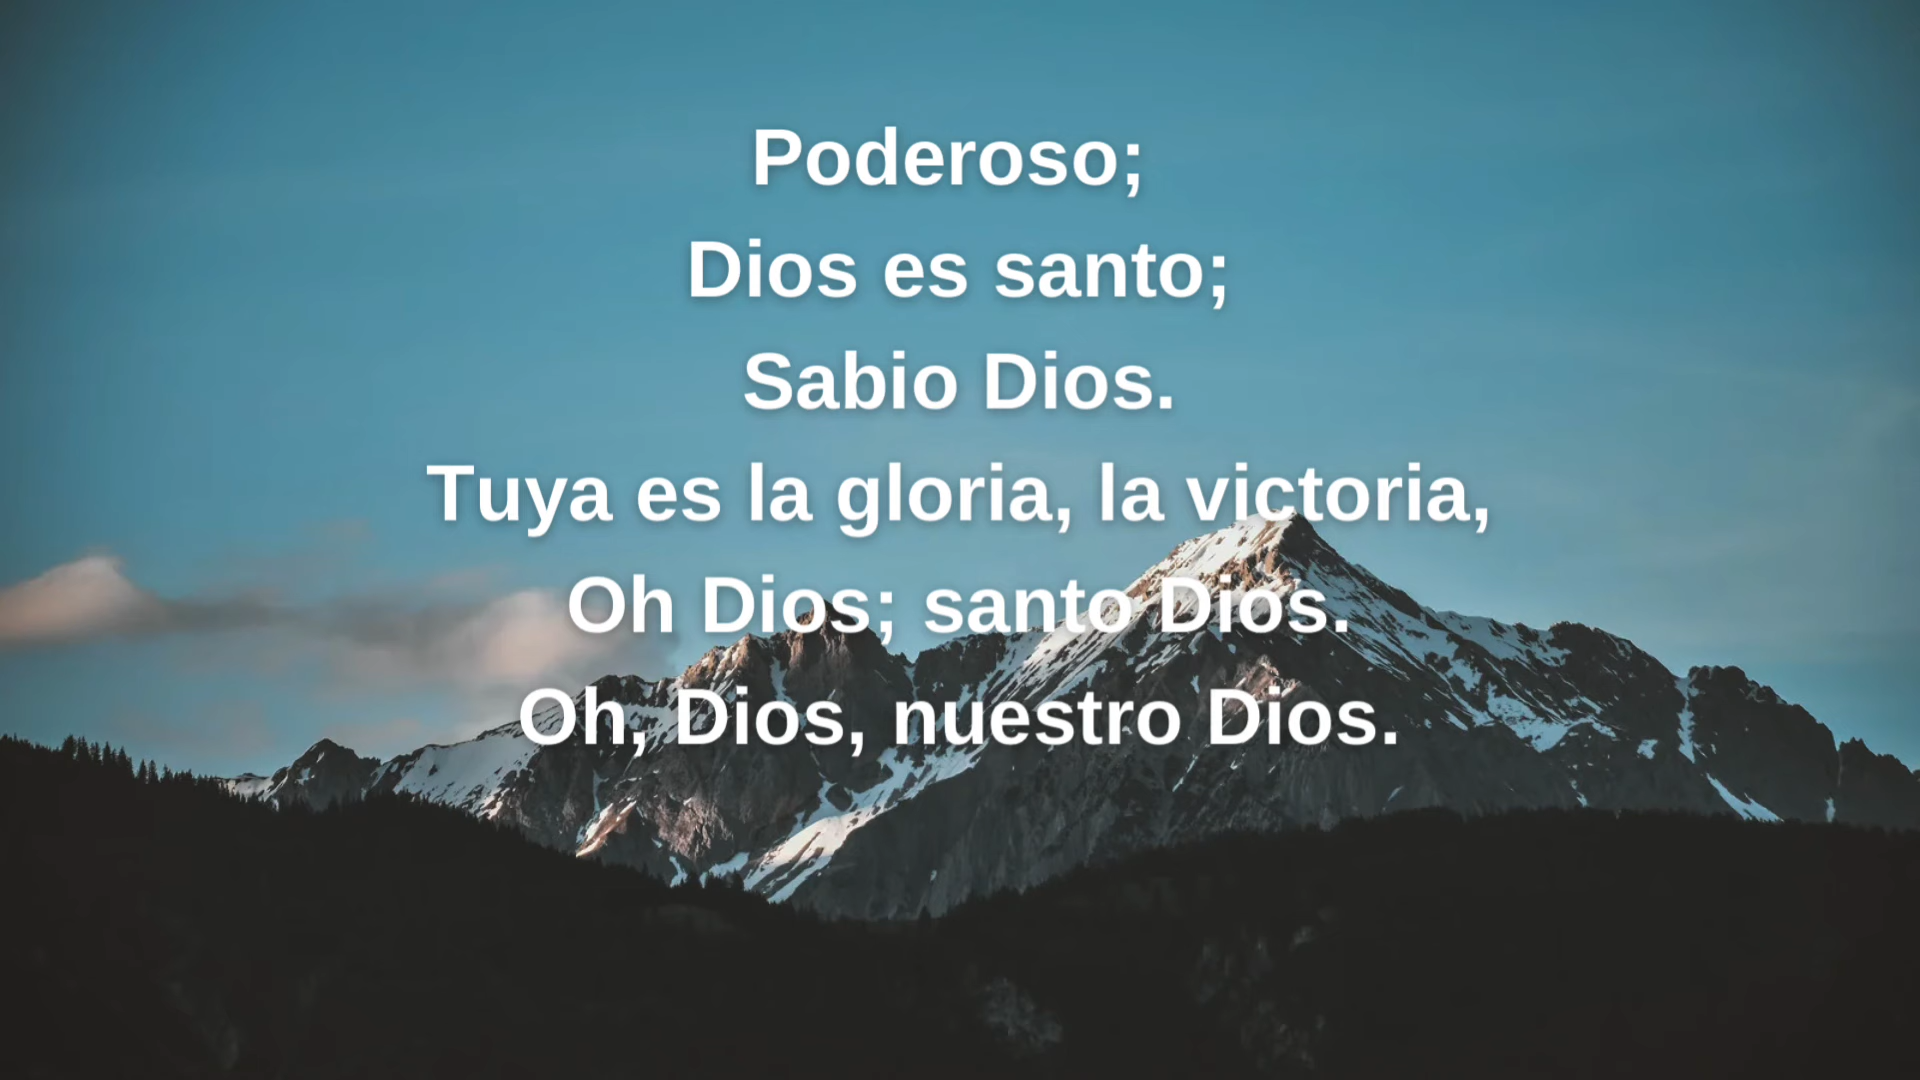 Poderoso;
Dios es santo;
Sabio Dios.
Tuya es la gloria, la victoria,
Oh Dios; santo Dios.
Oh, Dios, nuestro Dios.